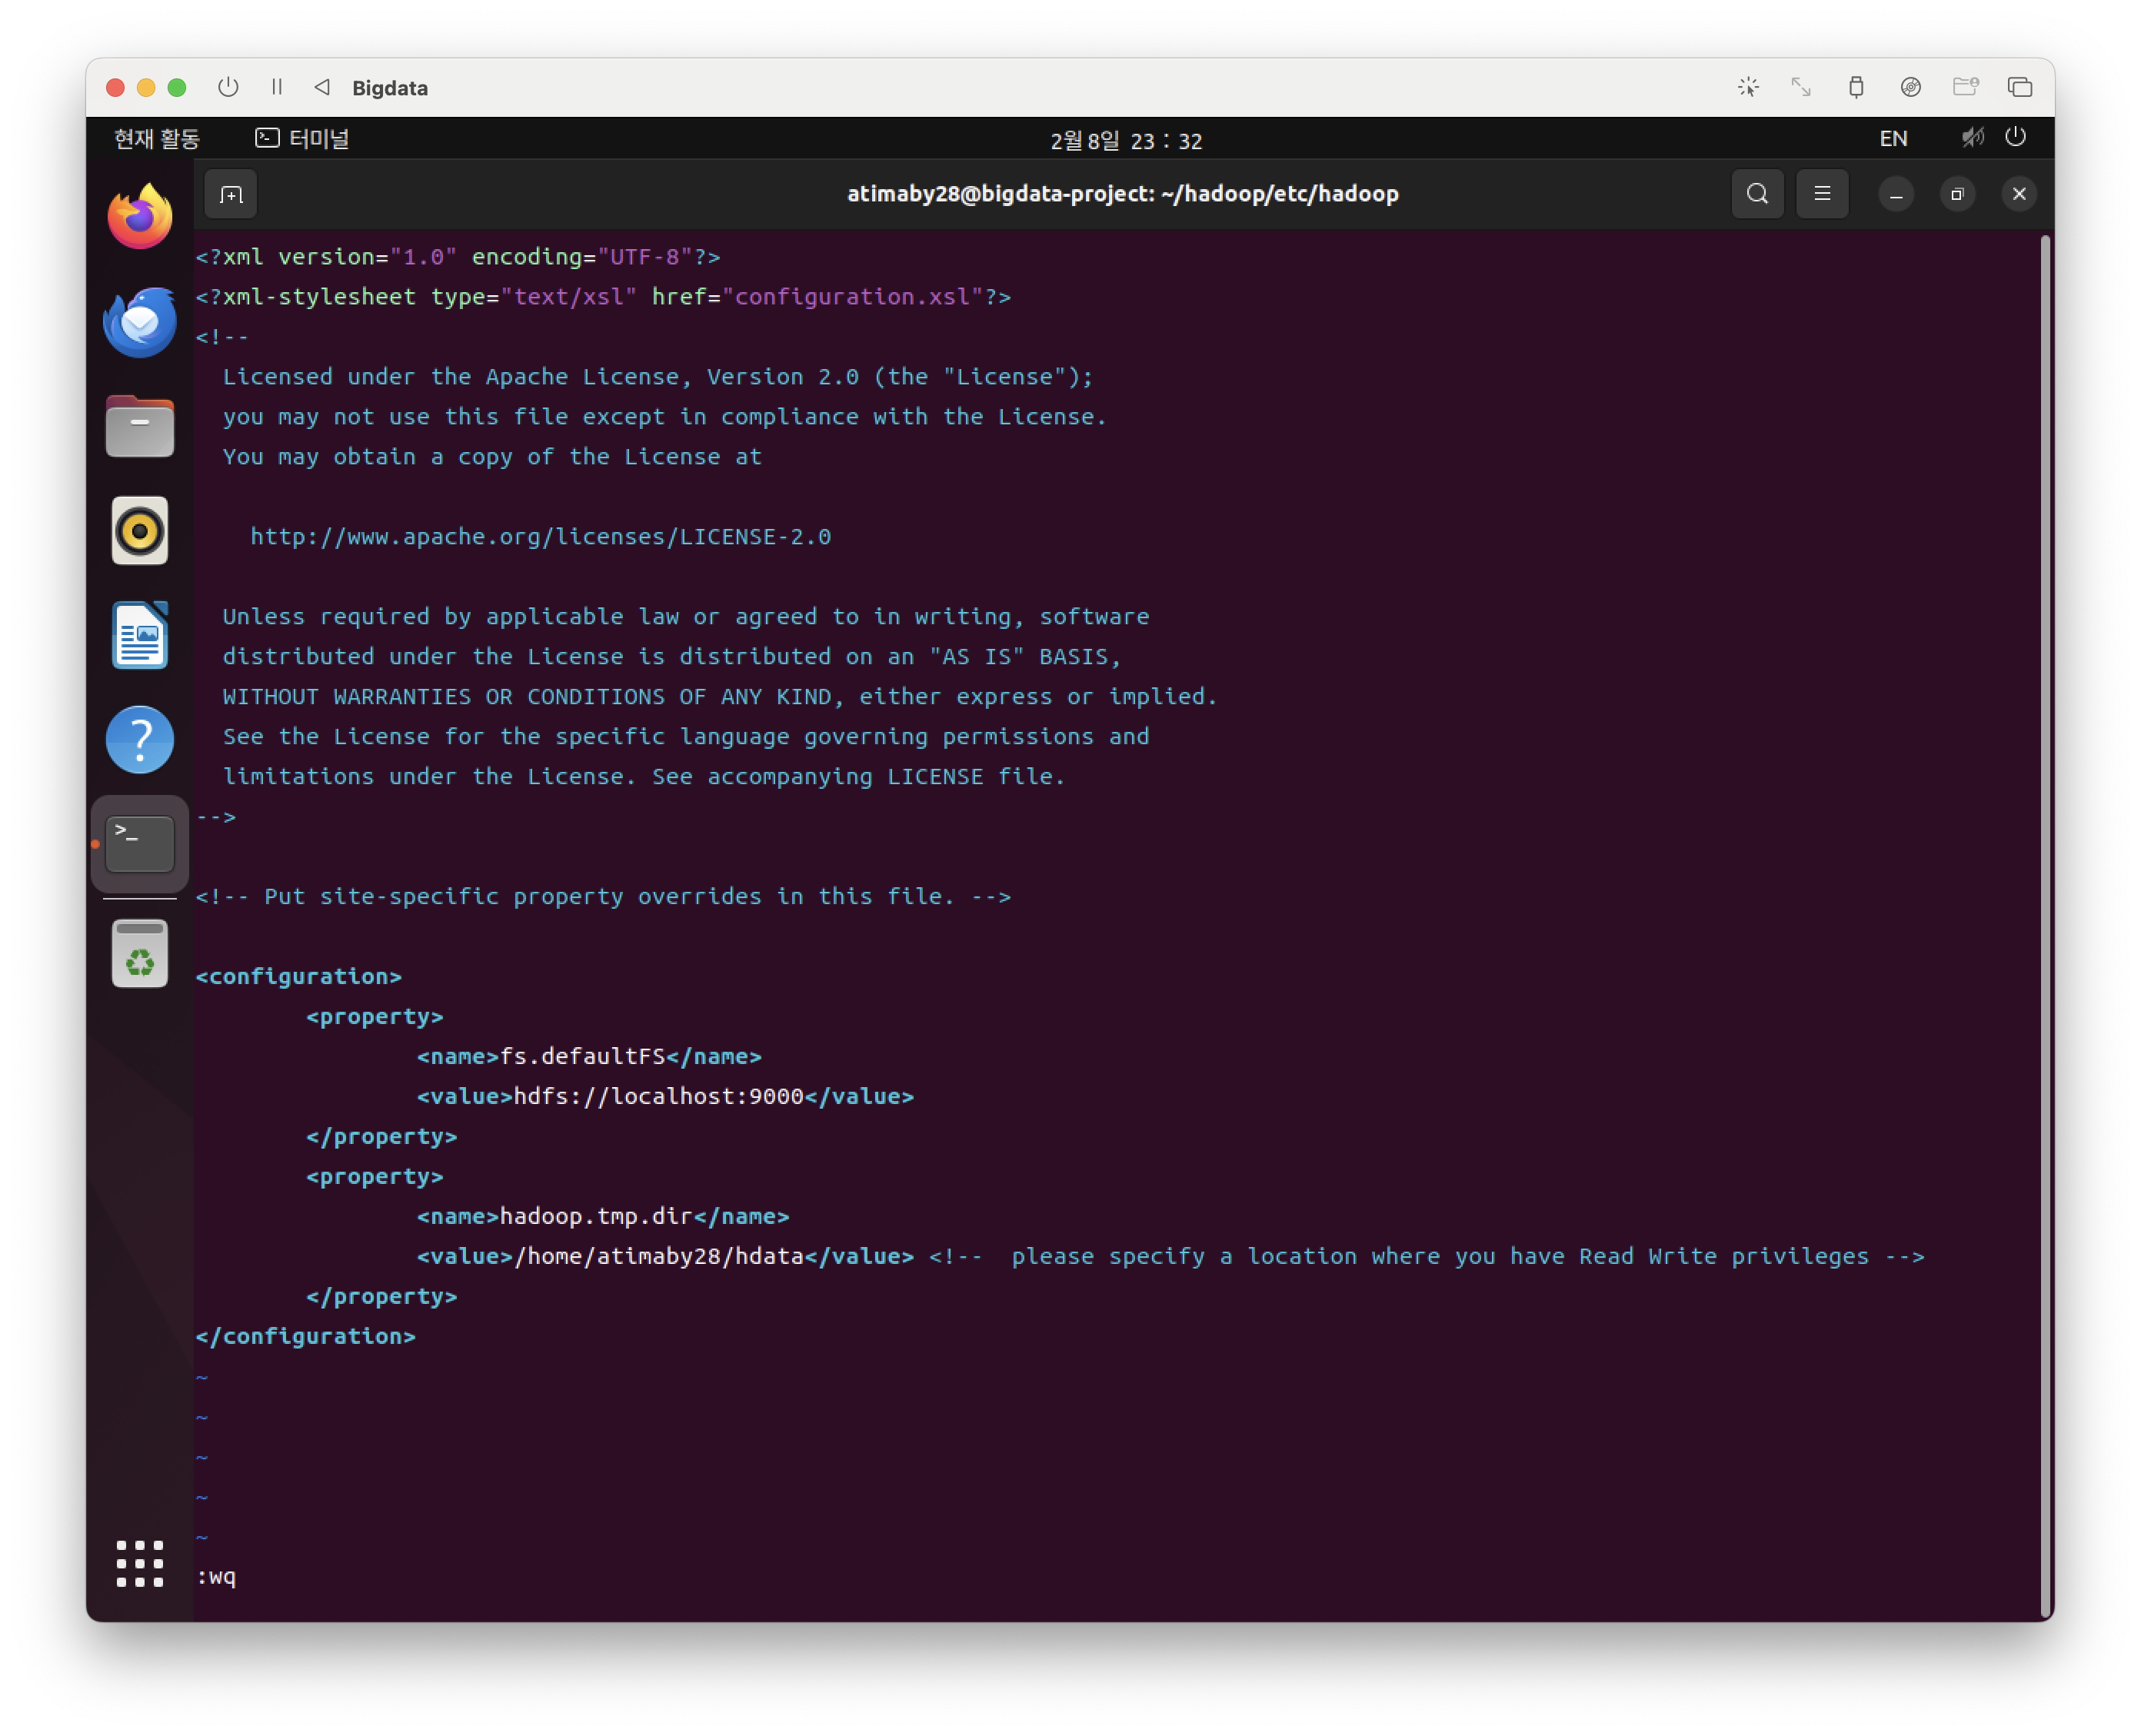 Bigdata
현재 활동
터미널
2월 8일 23 : 32
EN
atimaby28@bigdata-project: ~/hadoop/etc/hadoop
<?xml version="1.0" encoding="UTF-8"?>
<?xml-stylesheet type="text/xsl" href="configuration.xsl"?>
<!--
  Licensed under the Apache License, Version 2.0 (the "License");
  you may not use this file except in compliance with the License.
  You may obtain a copy of the License at
    http://www.apache.org/licenses/LICENSE-2.0
  Unless required by applicable law or agreed to in writing, software
  distributed under the License is distributed on an "AS IS" BASIS,
  WITHOUT WARRANTIES OR CONDITIONS OF ANY KIND, either express or implied.
  See the License for the specific language governing permissions and
  limitations under the License. See accompanying LICENSE file.
-->
<!-- Put site-specific property overrides in this file. -->
<configuration>
        <property>
                <name>fs.defaultFS</name>
                <value>hdfs://localhost:9000</value>
        </property>
        <property>
                <name>hadoop.tmp.dir</name>
                <value>/home/atimaby28/hdata</value> <!--  please specify a location where you have Read Write privileges -->
        </property>
</configuration>
~
~
~
~
~
:wq